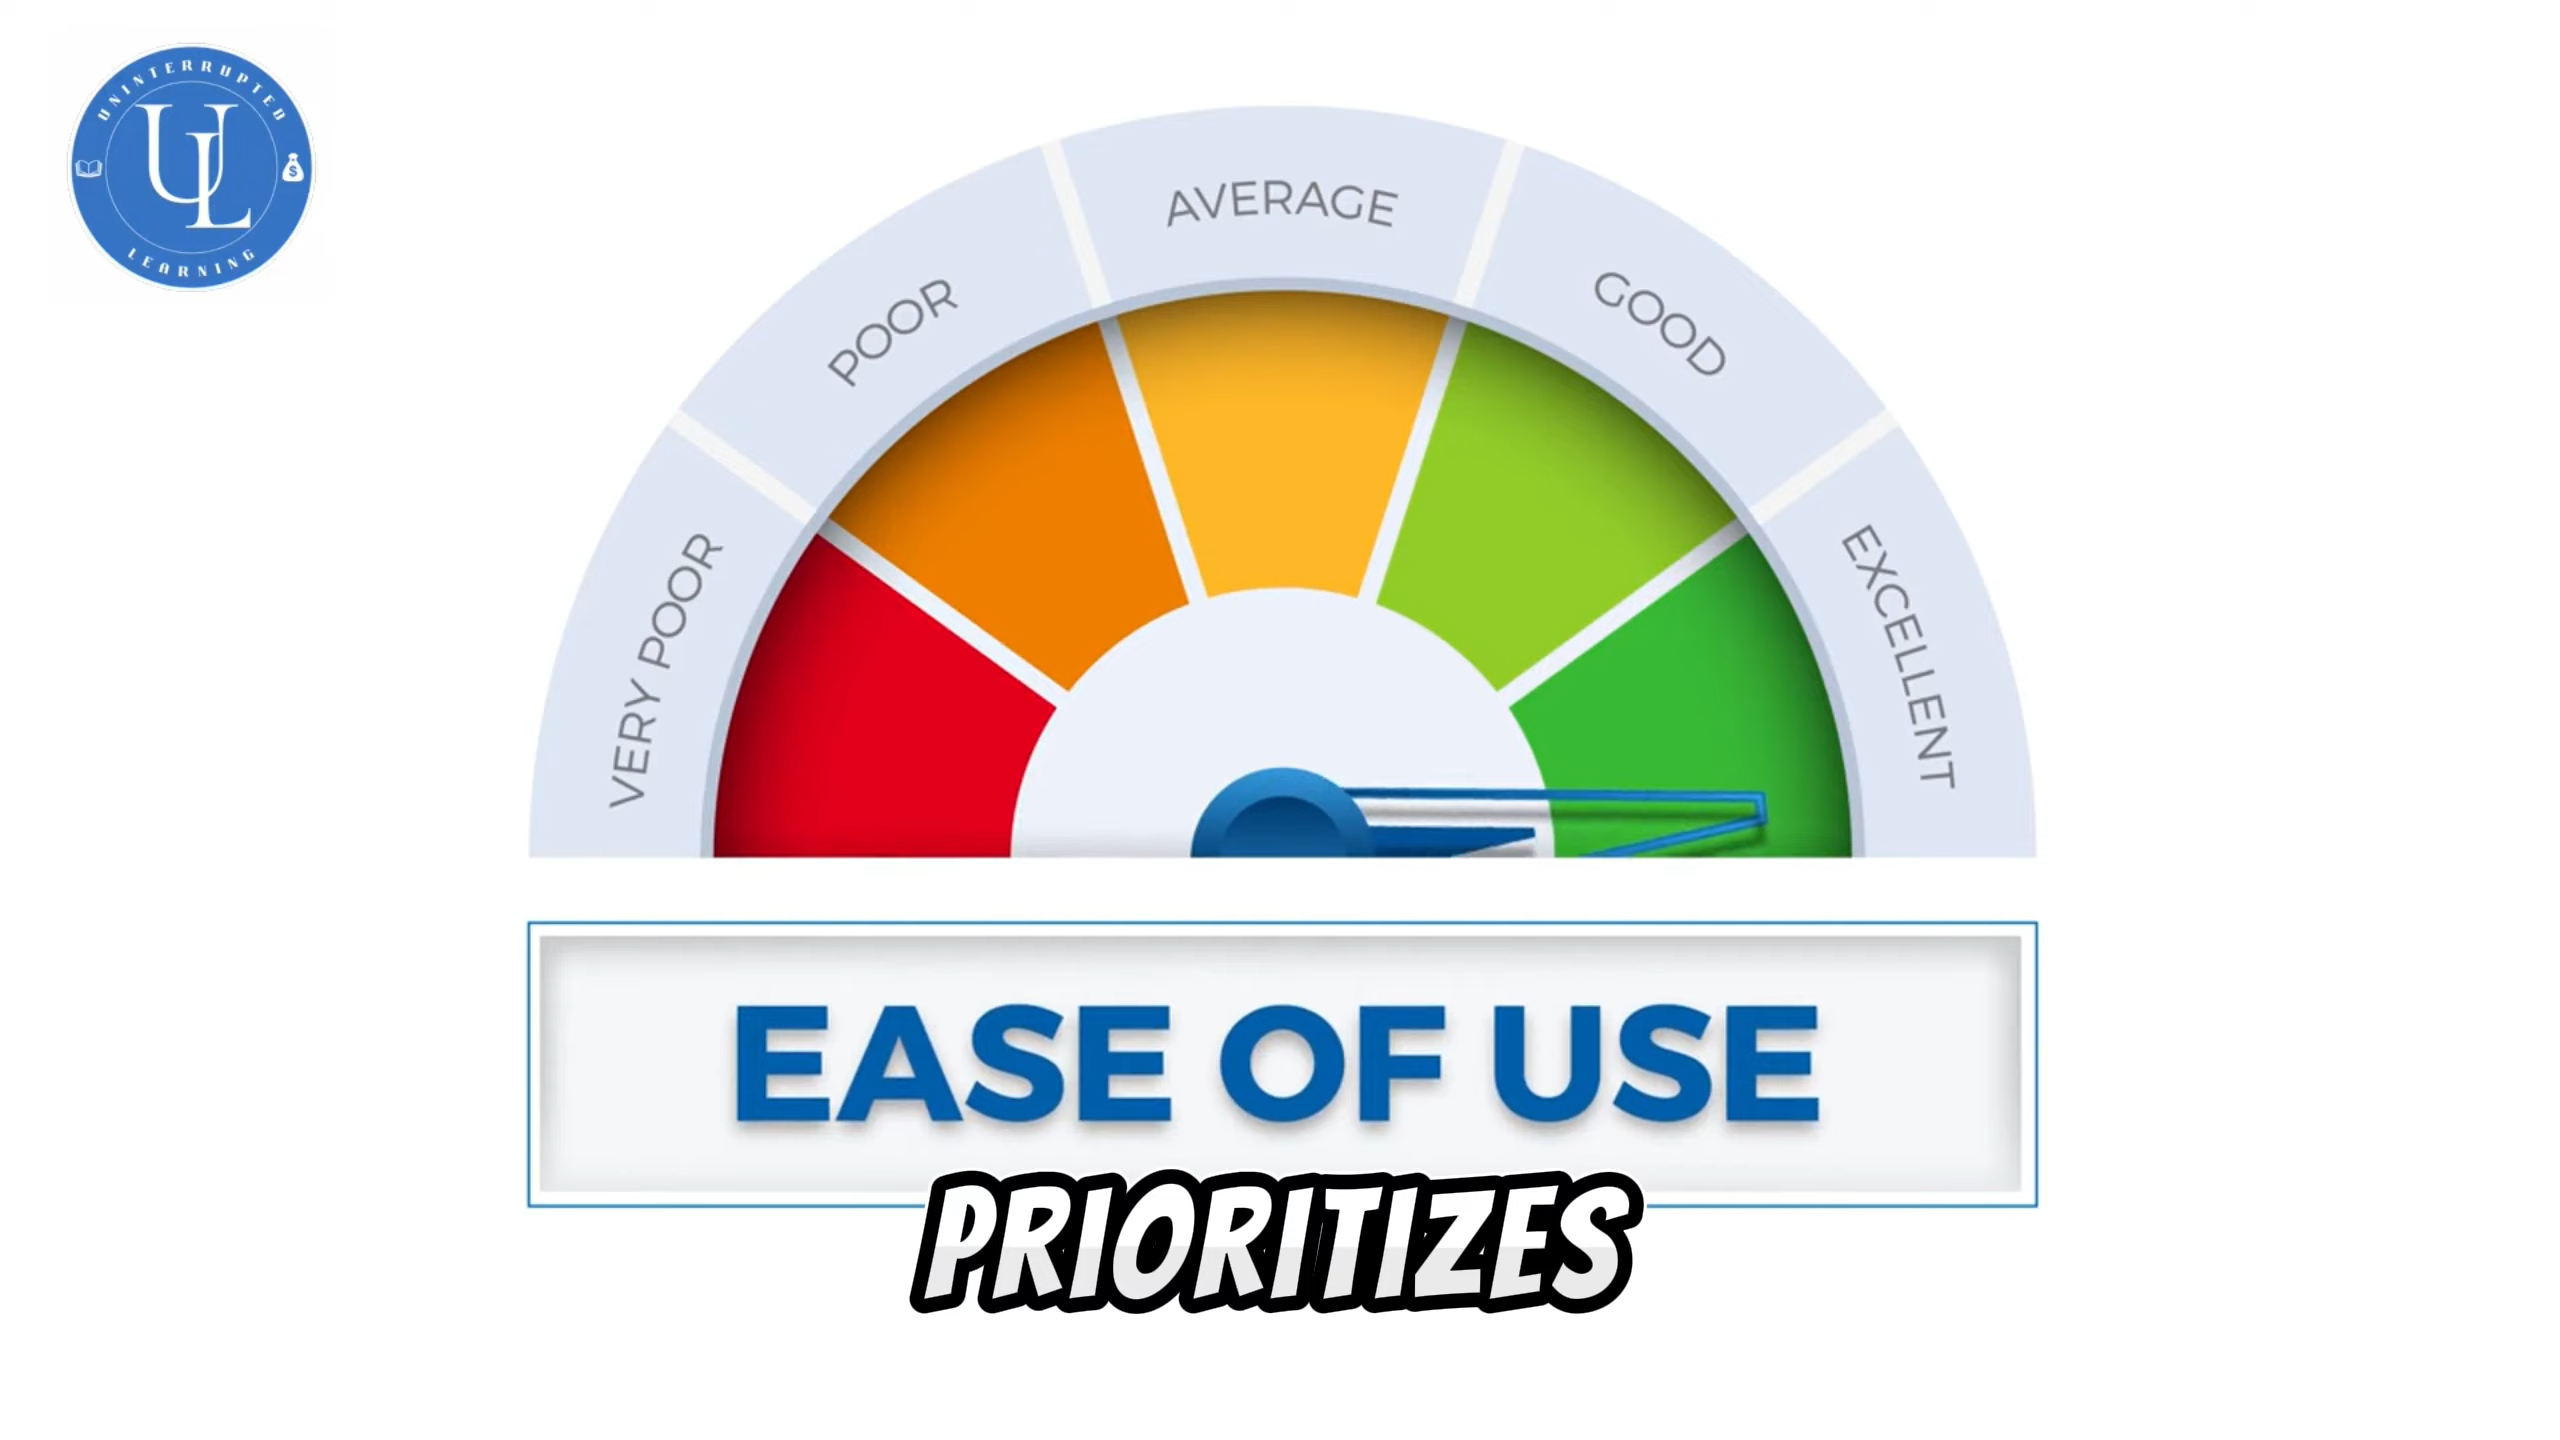 UNINTERRUPTED
UL
$
LEARNING
VERY POOR
POOR
AVERAGE
GOOD
EXCELLENT
EASE OF USE
PRIORITIZES